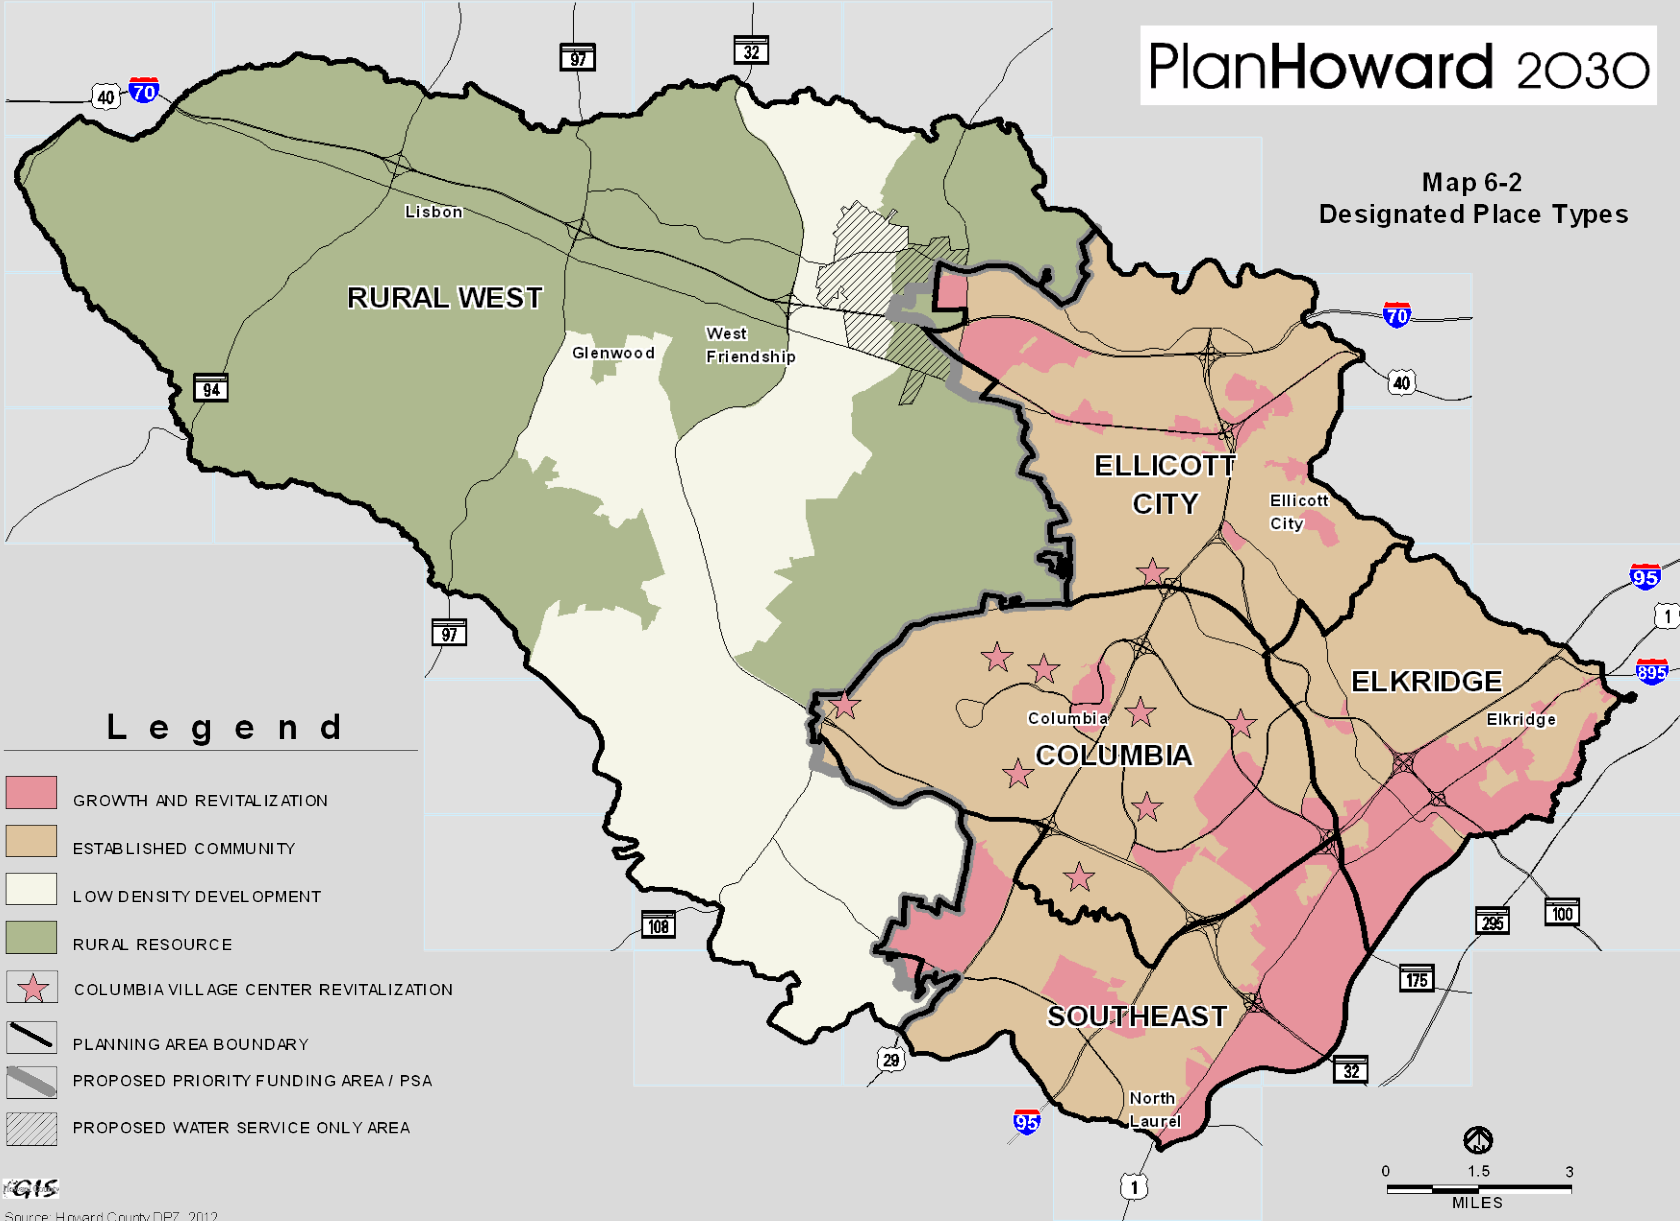 PlanHoward 2030
Map 6-2
Designated Place Types
40
70
97
32
Lisbon
RURAL WEST
Glenwood
West
Friendship
94
70
40
ELLICOTT
CITY
Ellicott
City
95
1
97
895
ELKRIDGE
Elkridge
Columbia
COLUMBIA
108
295
100
175
SOUTHEAST
29
32
95
North
Laurel
1
Legend
GROWTH AND REVITALIZATION
ESTABLISHED COMMUNITY
LOW DENSITY DEVELOPMENT
RURAL RESOURCE
COLUMBIA VILLAGE CENTER REVITALIZATION
PLANNING AREA BOUNDARY
PROPOSED PRIORITY FUNDING AREA / PSA
PROPOSED WATER SERVICE ONLY AREA
GIS
Source: Howard County DPZ, 2012
N
0 1.5 3
MILES